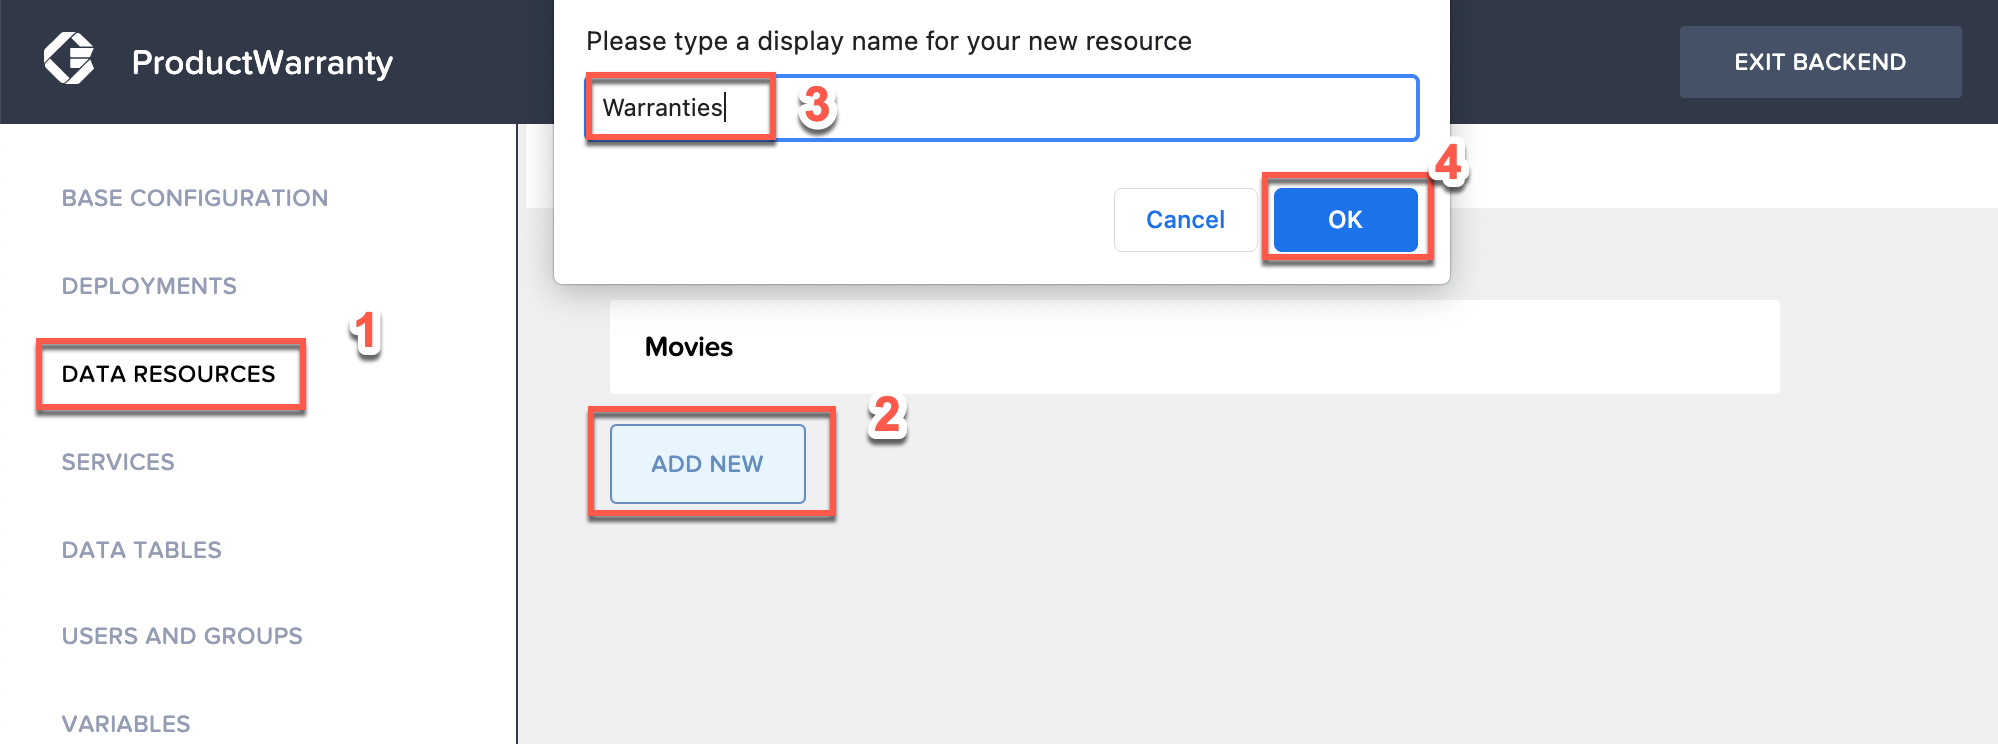 ProductWarranty
Please type a display name for your new resource
EXIT BACKEND
Warranties
3
4
Cancel
OK
BASE CONFIGURATION
DEPLOYMENTS
1
DATA RESOURCES
SERVICES
DATA TABLES
USERS AND GROUPS
VARIABLES
Movies
2
ADD NEW